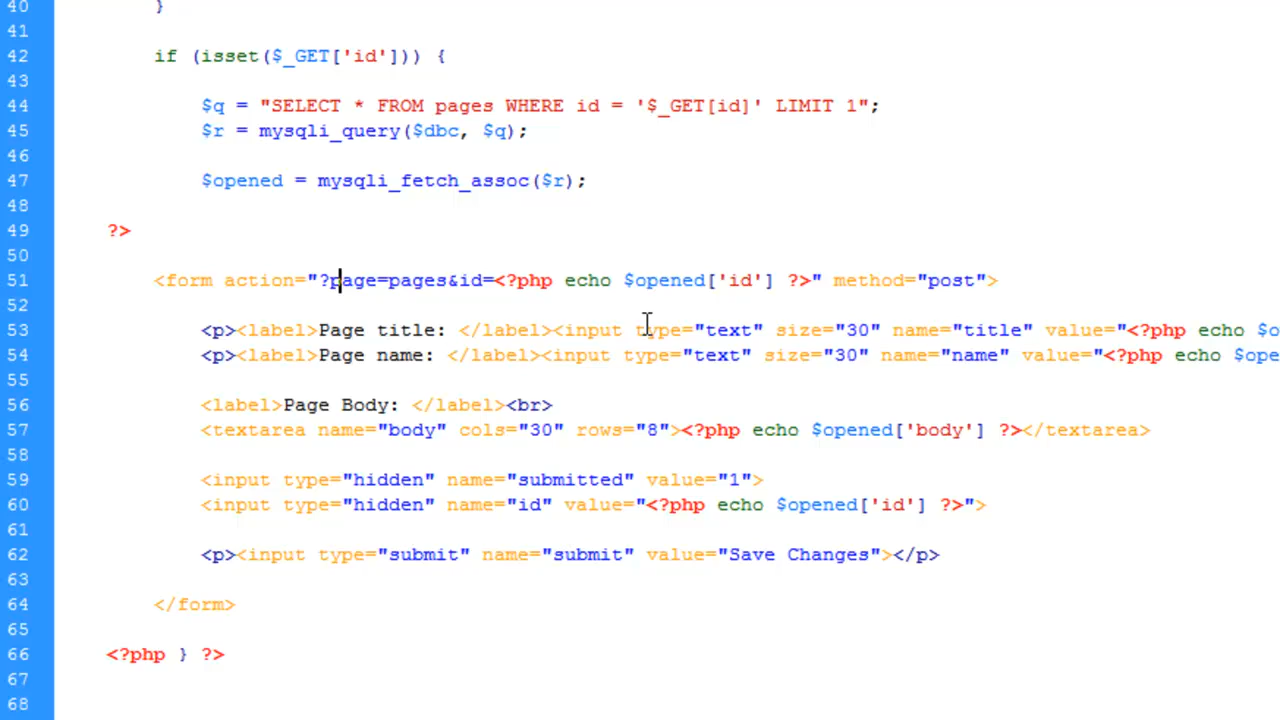 40 }
41
42 if (isset($_GET['id'])) {
43
44 $q = "SELECT * FROM pages WHERE id = '$_GET[id]' LIMIT 1";
45 $r = mysqli_query($dbc, $q);
46
47 $opened = mysqli_fetch_assoc($r);
48
49 ?>
50
51 <form action="?page=pages&id=<?php echo $opened['id'] ?>" method="post">
52
53 <p><label>Page title: </label><input type="text" size="30" name="title" value="<?php echo $o
54 <p><label>Page name: </label><input type="text" size="30" name="name" value="<?php echo $ope
55
56 <label>Page Body: </label><br>
57 <textarea name="body" cols="30" rows="8"><?php echo $opened['body'] ?></textarea>
58
59 <input type="hidden" name="submitted" value="1">
60 <input type="hidden" name="id" value="<?php echo $opened['id'] ?>">
61
62 <p><input type="submit" name="submit" value="Save Changes"></p>
63
64 </form>
65
66 <?php } ?>
67
68